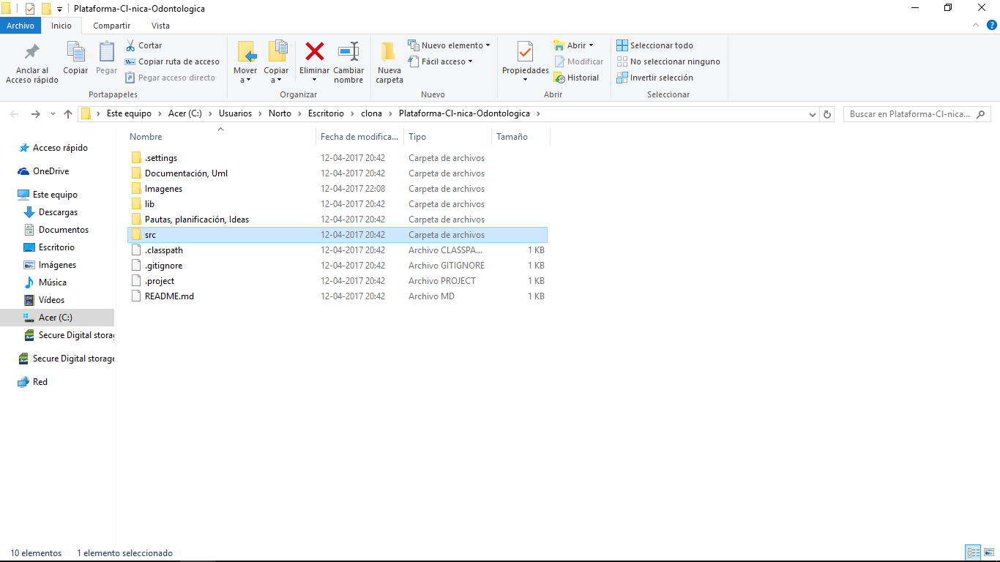 Plataforma-Cl-nica-Odontologica
Archivo Inicio Compartir Vista
Anclar al Acceso rápido
Copiar
Pegar
Cortar
Copiar ruta de acceso
Pegar acceso directo
Portapapeles
Mover a
Copiar a
Eliminar
Cambiar nombre
Organizar
Nueva carpeta
Nuevo elemento
Fácil acceso
Nuevo
Propiedades
Abrir
Modificar
Historial
Abrir
Seleccionar todo
No seleccionar ninguno
Invertir selección
Seleccionar
Este equipo Acer (C:) Usuarios Norto Escritorio clona Plataforma-Cl-nica-Odontologica
Buscar en Plataforma-Cl-nica...
Acceso rápido
OneDrive
Este equipo
Descargas
Documentos
Escritorio
Imágenes
Música
Vídeos
Acer (C:)
Secure Digital storag
Secure Digital storage
Red
Nombre Fecha de modifica... Tipo Tamaño
.settings 12-04-2017 20:42 Carpeta de archivos
Documentación, Uml 12-04-2017 20:42 Carpeta de archivos
Imagenes 12-04-2017 22:08 Carpeta de archivos
lib 12-04-2017 20:42 Carpeta de archivos
Pautas, planificación, Ideas 12-04-2017 20:42 Carpeta de archivos
src 12-04-2017 20:42 Carpeta de archivos
.classpath 12-04-2017 20:42 Archivo CLASSPA... 1 KB
.gitignore 12-04-2017 20:42 Archivo GITIGNORE 1 KB
.project 12-04-2017 20:42 Archivo PROJECT 1 KB
README.md 12-04-2017 20:42 Archivo MD 1 KB
10 elementos 1 elemento seleccionado